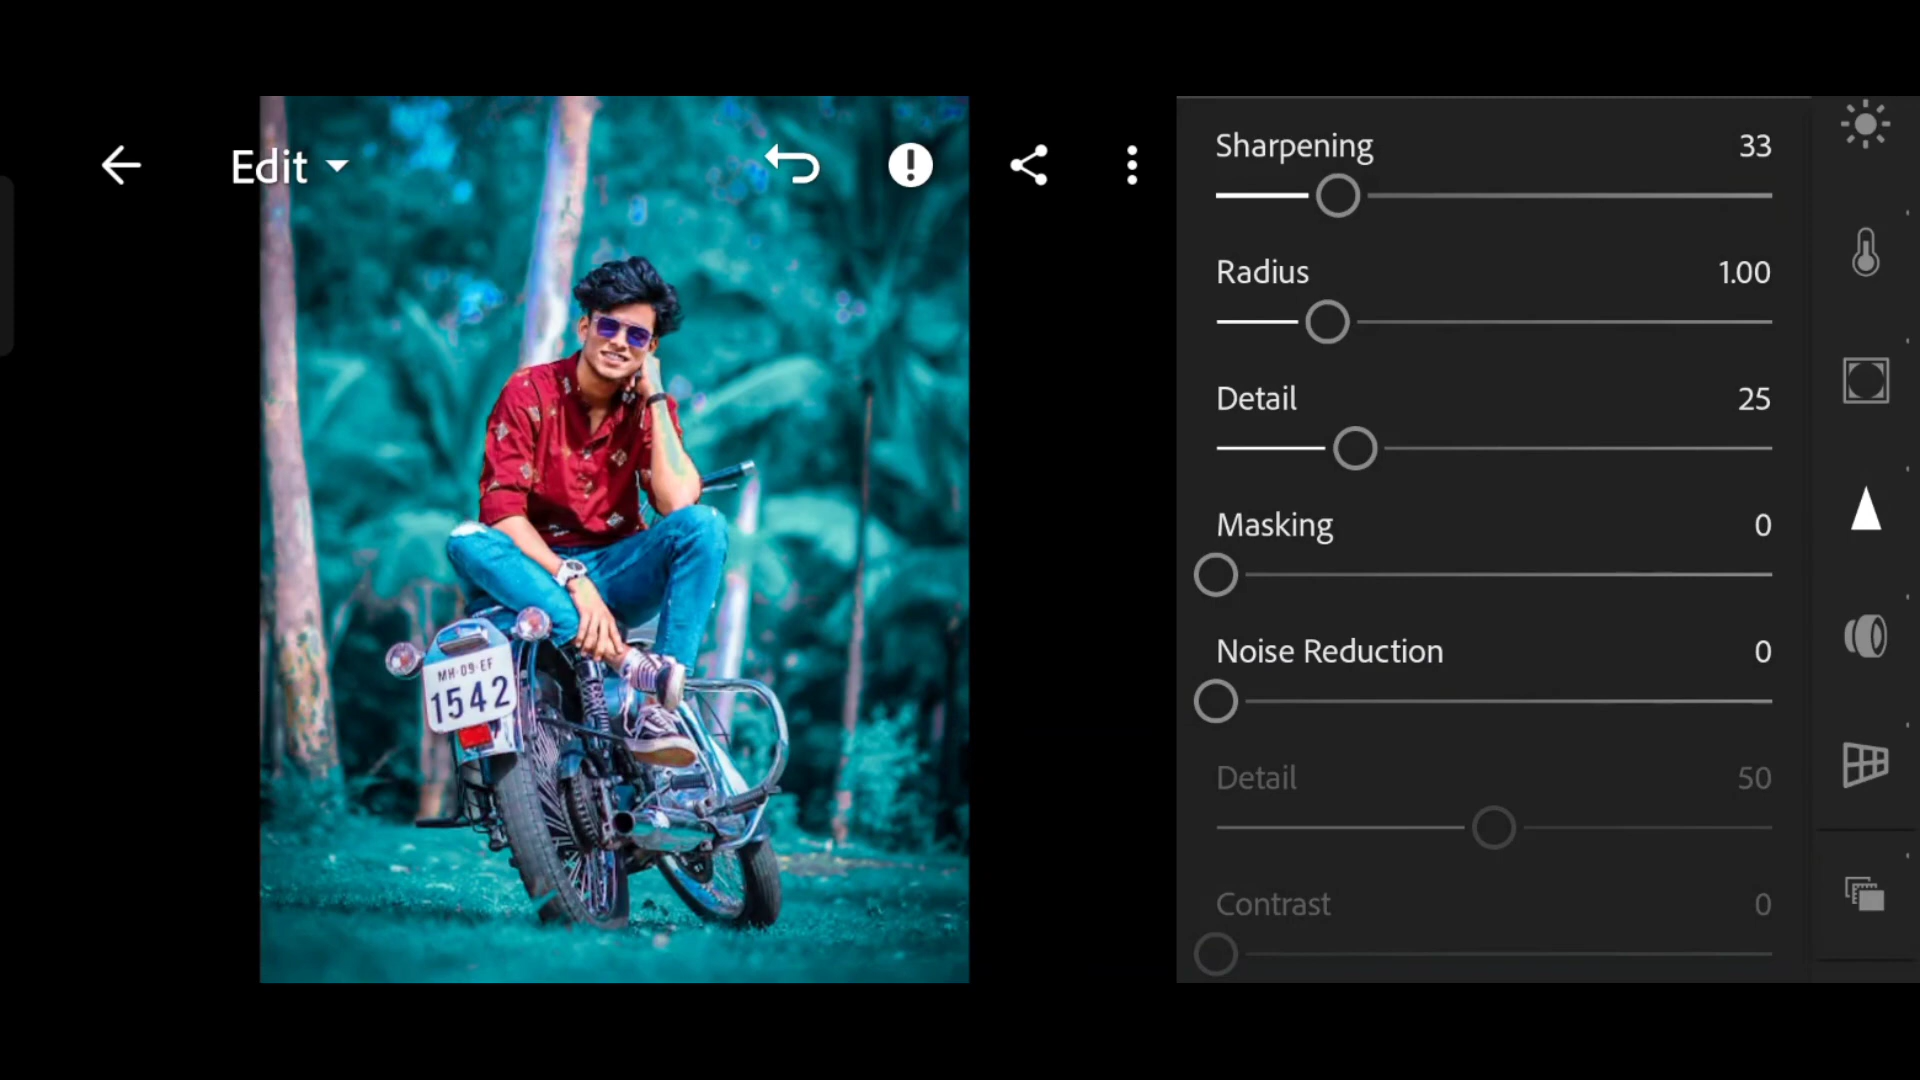 Edit
Sharpening 33
Radius 1.00
Detail 25
Masking 0
Noise Reduction 0
Detail 50
Contrast 0
MH-09-EF
1542